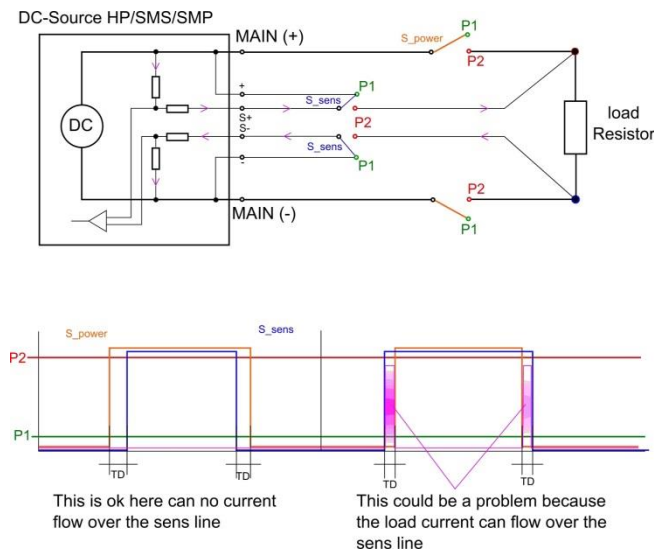 DC-Source HP/SMS/SMP
MAIN (+)
S_power
P1
P2
+
P1
S_sens
S+
S-
P2
S_sens
-
P1
DC
load
Resistor
MAIN (-)
P2
P1
S_power
S_sens
P2
P1
TD
TD
TD
TD
This is ok here can no current
flow over the sens line
This could be a problem because
the load current can flow over the
sens line